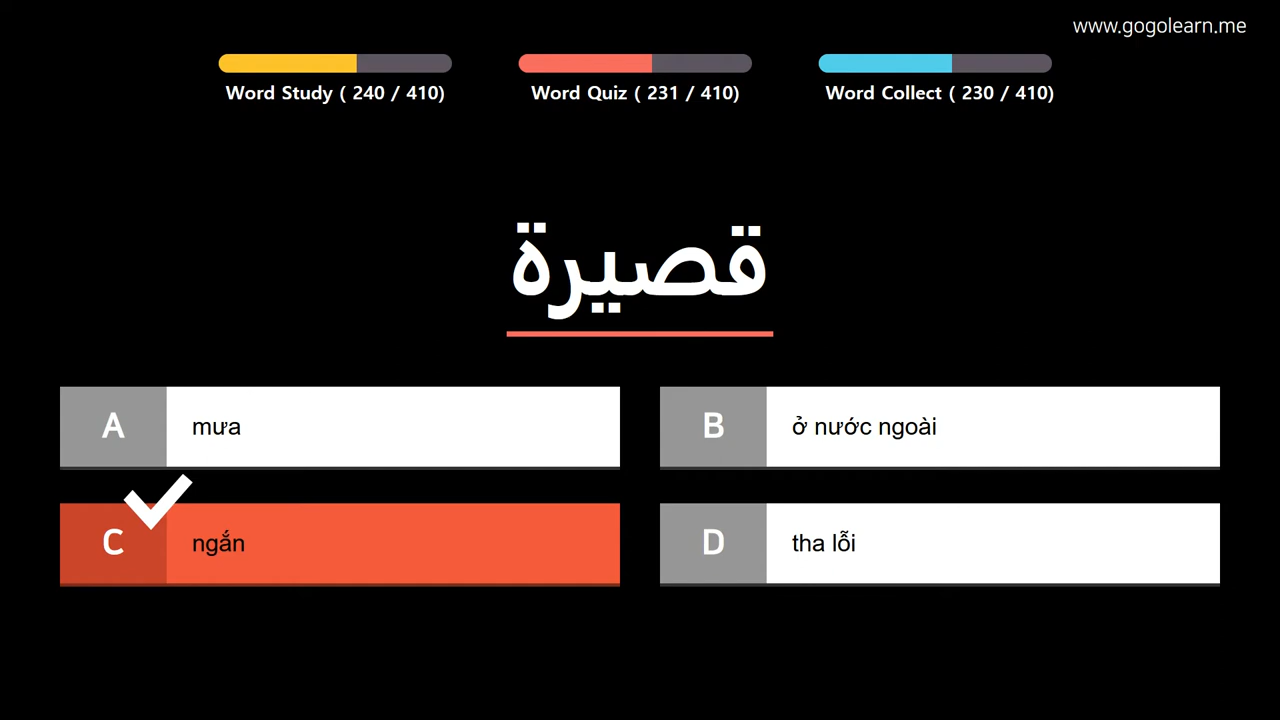 www.gogolearn.me
Word Study ( 240 / 410)
Word Quiz ( 231 / 410)
Word Collect ( 230 / 410)
قصيرة
A mưa
B ở nước ngoài
C ngắn
D tha lỗi